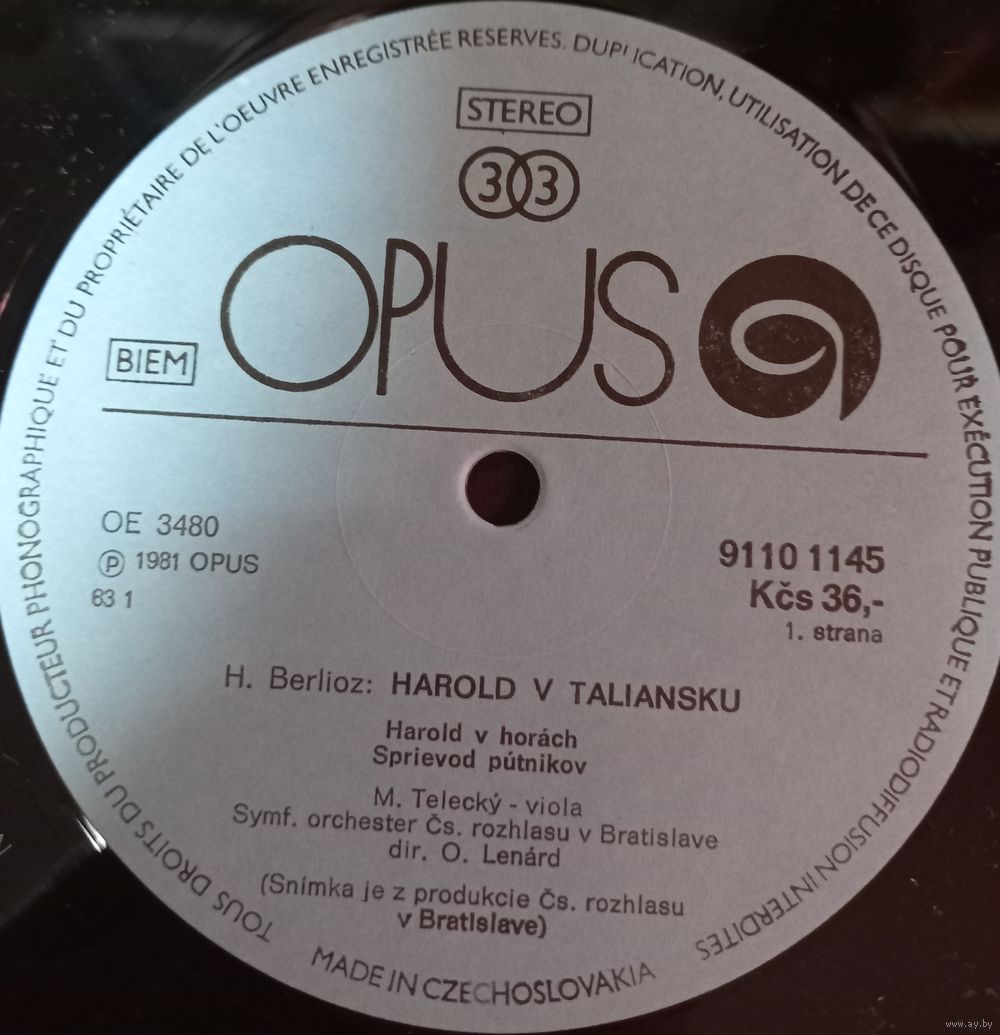 TOUS DROITS DU PRODUCTEUR PHONOGRAPHIQUE ET DU PROPRIÉTAIRE DE L'OEUVRE ENREGISTRÉE RESERVES. DUPLICATION, UTILISATION DE CE DISQUE POUR EXÉCUTION PUBLIQUE ET RADIODIFFUSION INTERDITES
STEREO
33
OPUS
BIEM
OE 3480
Ⓟ 1981 OPUS
63 1
9110 1145
Kčs 36,-
1. strana
H. Berlioz: HAROLD V TALIANSKU
Harold v horách
Sprievod pútnikov
M. Telecký - viola
Symf. orchester Čs. rozhlasu v Bratislave
dir. O. Lenárd
(Snímka je z produkcie Čs. rozhlasu
v Bratislave)
MADE IN CZECHOSLOVAKIA
www.ay.by